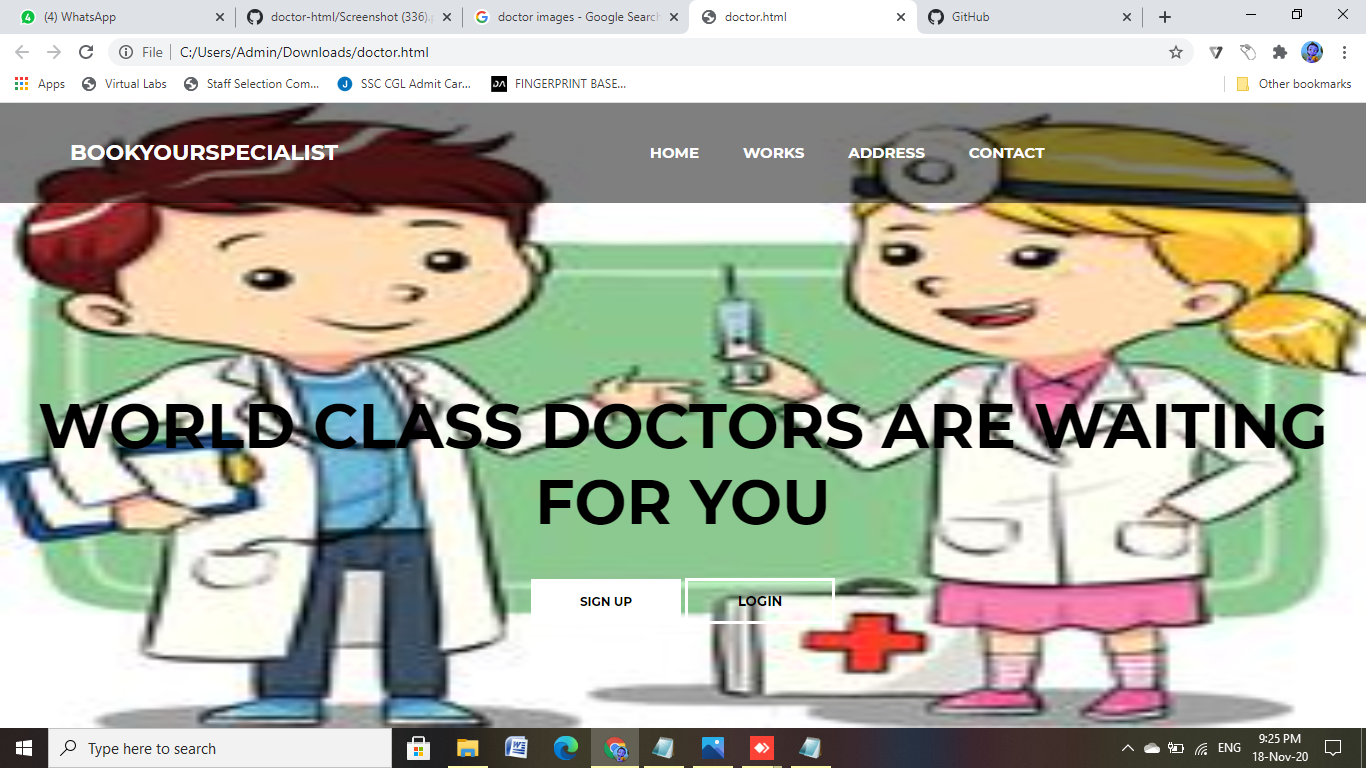 (4) WhatsApp
doctor-html/Screenshot (336).
doctor images - Google Search
doctor.html
GitHub
File
C:/Users/Admin/Downloads/doctor.html
Apps
Virtual Labs
Staff Selection Com...
SSC CGL Admit Car...
FINGERPRINT BASE...
Other bookmarks
BOOKYOURSPECIALIST
HOME
WORKS
ADDRESS
CONTACT
WORLD CLASS DOCTORS ARE WAITING
FOR YOU
SIGN UP
LOGIN
Type here to search
ENG
9:25 PM
18-Nov-20